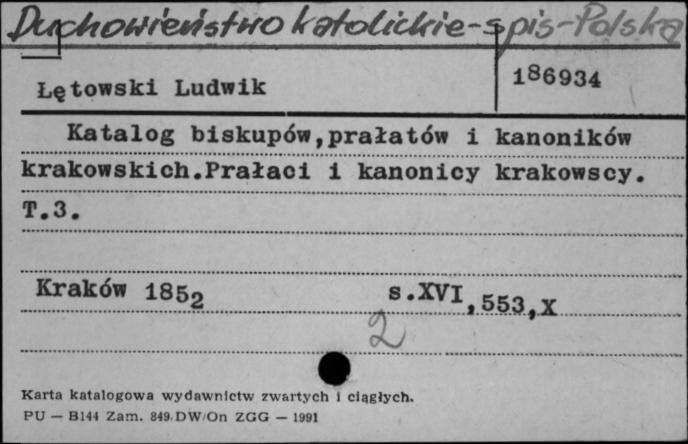 Duchowieństwo katolickie-spis-Polska
186934
Łętowski Ludwik
Katalog biskupów,prałatów i kanoników
krakowskich.Prałaci i kanonicy krakowscy.
T.3.
Kraków 1852 s.XVI,553,X
2
Karta katalogowa wydawnictw zwartych i ciągłych.
PU — B144 Zam. 849.DW/On ZGG — 1991